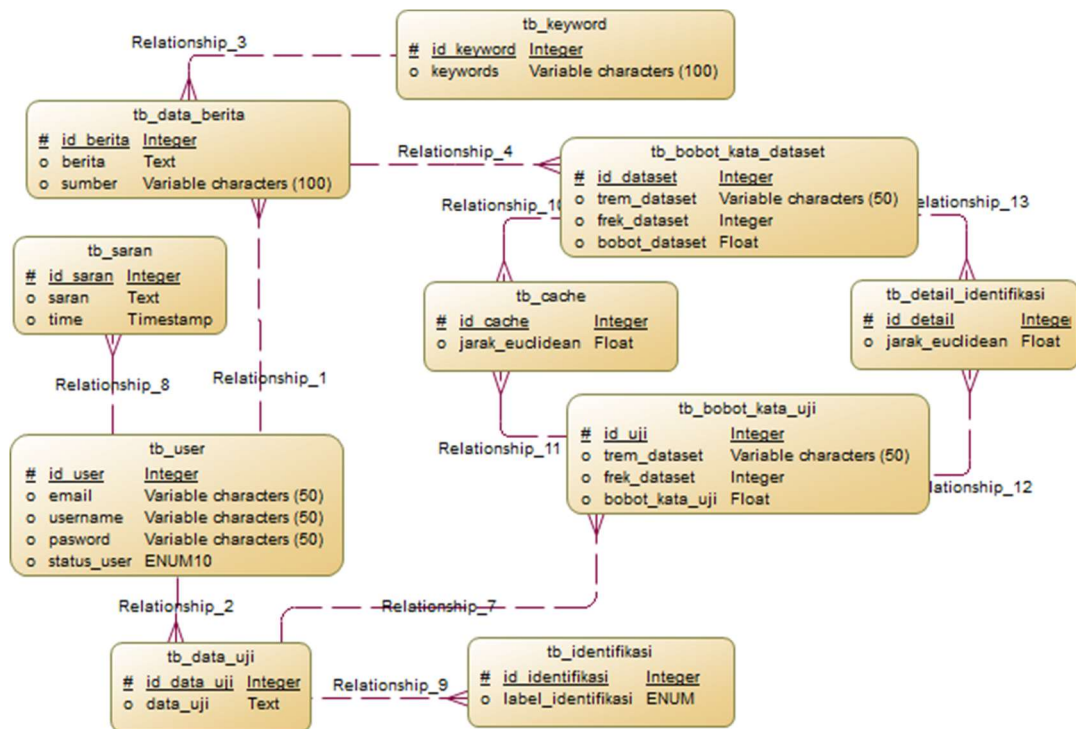 tb_keyword
# id_keyword Integer
o keywords Variable characters (100)
Relationship_3
tb_data_berita
# id_berita Integer
o berita Text
o sumber Variable characters (100)
Relationship_4
tb_bobot_kata_dataset
# id_dataset Integer
o trem_dataset Variable characters (50)
o frek_dataset Integer
o bobot_dataset Float
Relationship_10
elationship_13
tb_saran
# id_saran Integer
o saran Text
o time Timestamp
tb_cache
# id_cache Integer
o jarak_euclidean Float
tb_detail_identifikasi
# id_detail Intege
o jarak_euclidean Float
Relationship_8
Relationship_1
tb_bobot_kata_uji
# id_uji Integer
o trem_dataset Variable characters (50)
o frek_dataset Integer
o bobot_kata_uji Float
Relationship_11
elationship_12
tb_user
# id_user Integer
o email Variable characters (50)
o username Variable characters (50)
o pasword Variable characters (50)
o status_user ENUM10
Relationship_2
Relationship_7
tb_data_uji
# id_data_uji Integer
o data_uji Text
Relationship_9
tb_identifikasi
# id_identifikasi Integer
o label_identifikasi ENUM